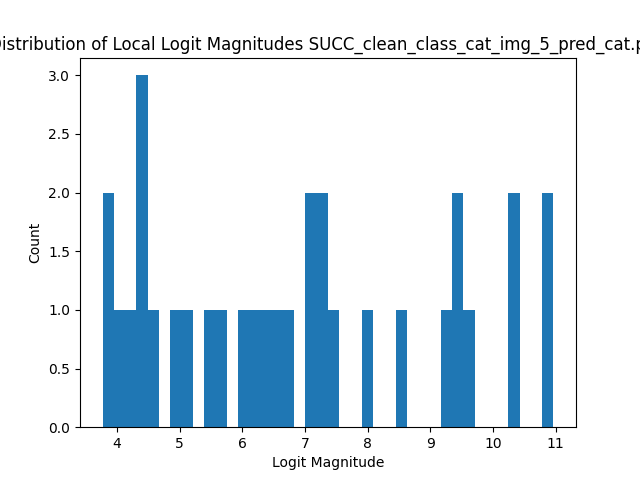 Distribution of Local Logit Magnitudes SUCC_clean_class_cat_img_5_pred_cat.p
3.0
2.5
2.0
1.5
1.0
0.5
0.0
Count
4 5 6 7 8 9 10 11
Logit Magnitude